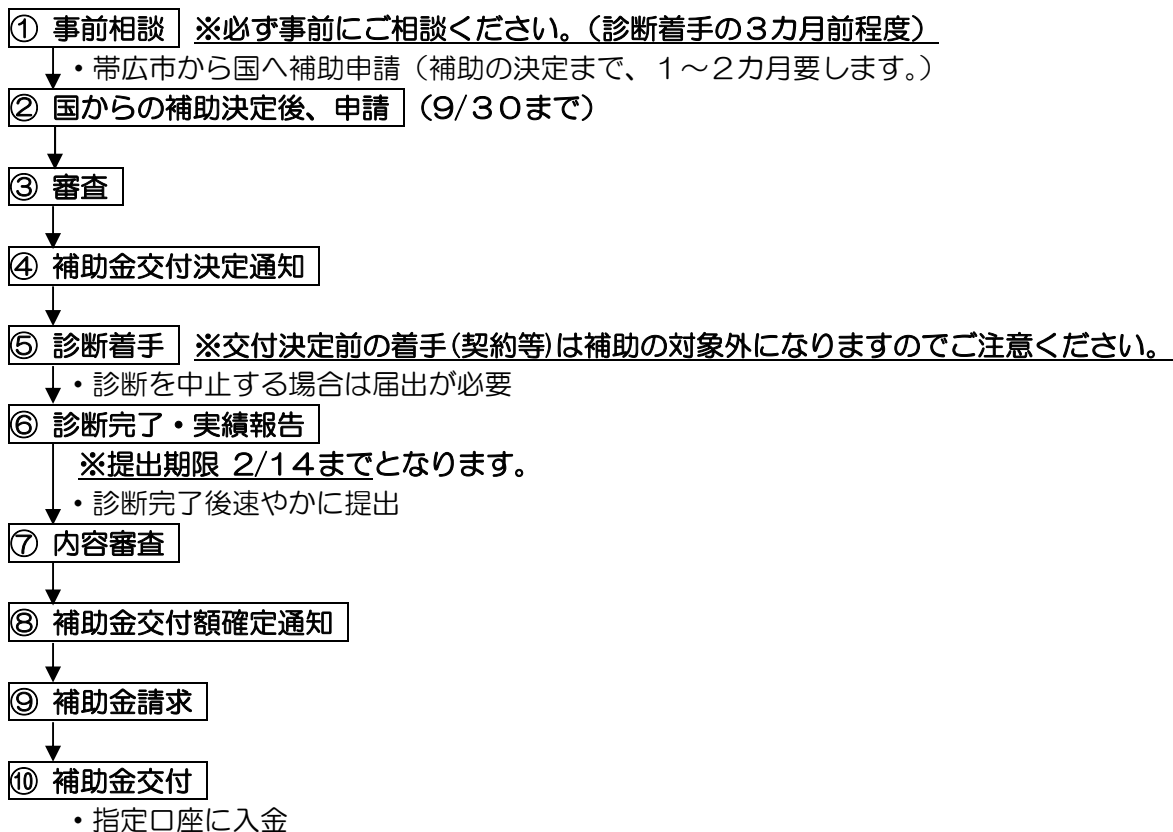 ① 事前相談 ※必ず事前にご相談ください。（診断着手の３カ月前程度）
・帯広市から国へ補助申請（補助の決定まで、１～２カ月要します。）
② 国からの補助決定後、申請 （9/３０まで）
③ 審査
④ 補助金交付決定通知
⑤ 診断着手 ※交付決定前の着手(契約等)は補助の対象外になりますのでご注意ください。
・診断を中止する場合は届出が必要
⑥ 診断完了・実績報告
※提出期限 ２/１４までとなります。
・診断完了後速やかに提出
⑦ 内容審査
⑧ 補助金交付額確定通知
⑨ 補助金請求
⑩ 補助金交付
・指定口座に入金